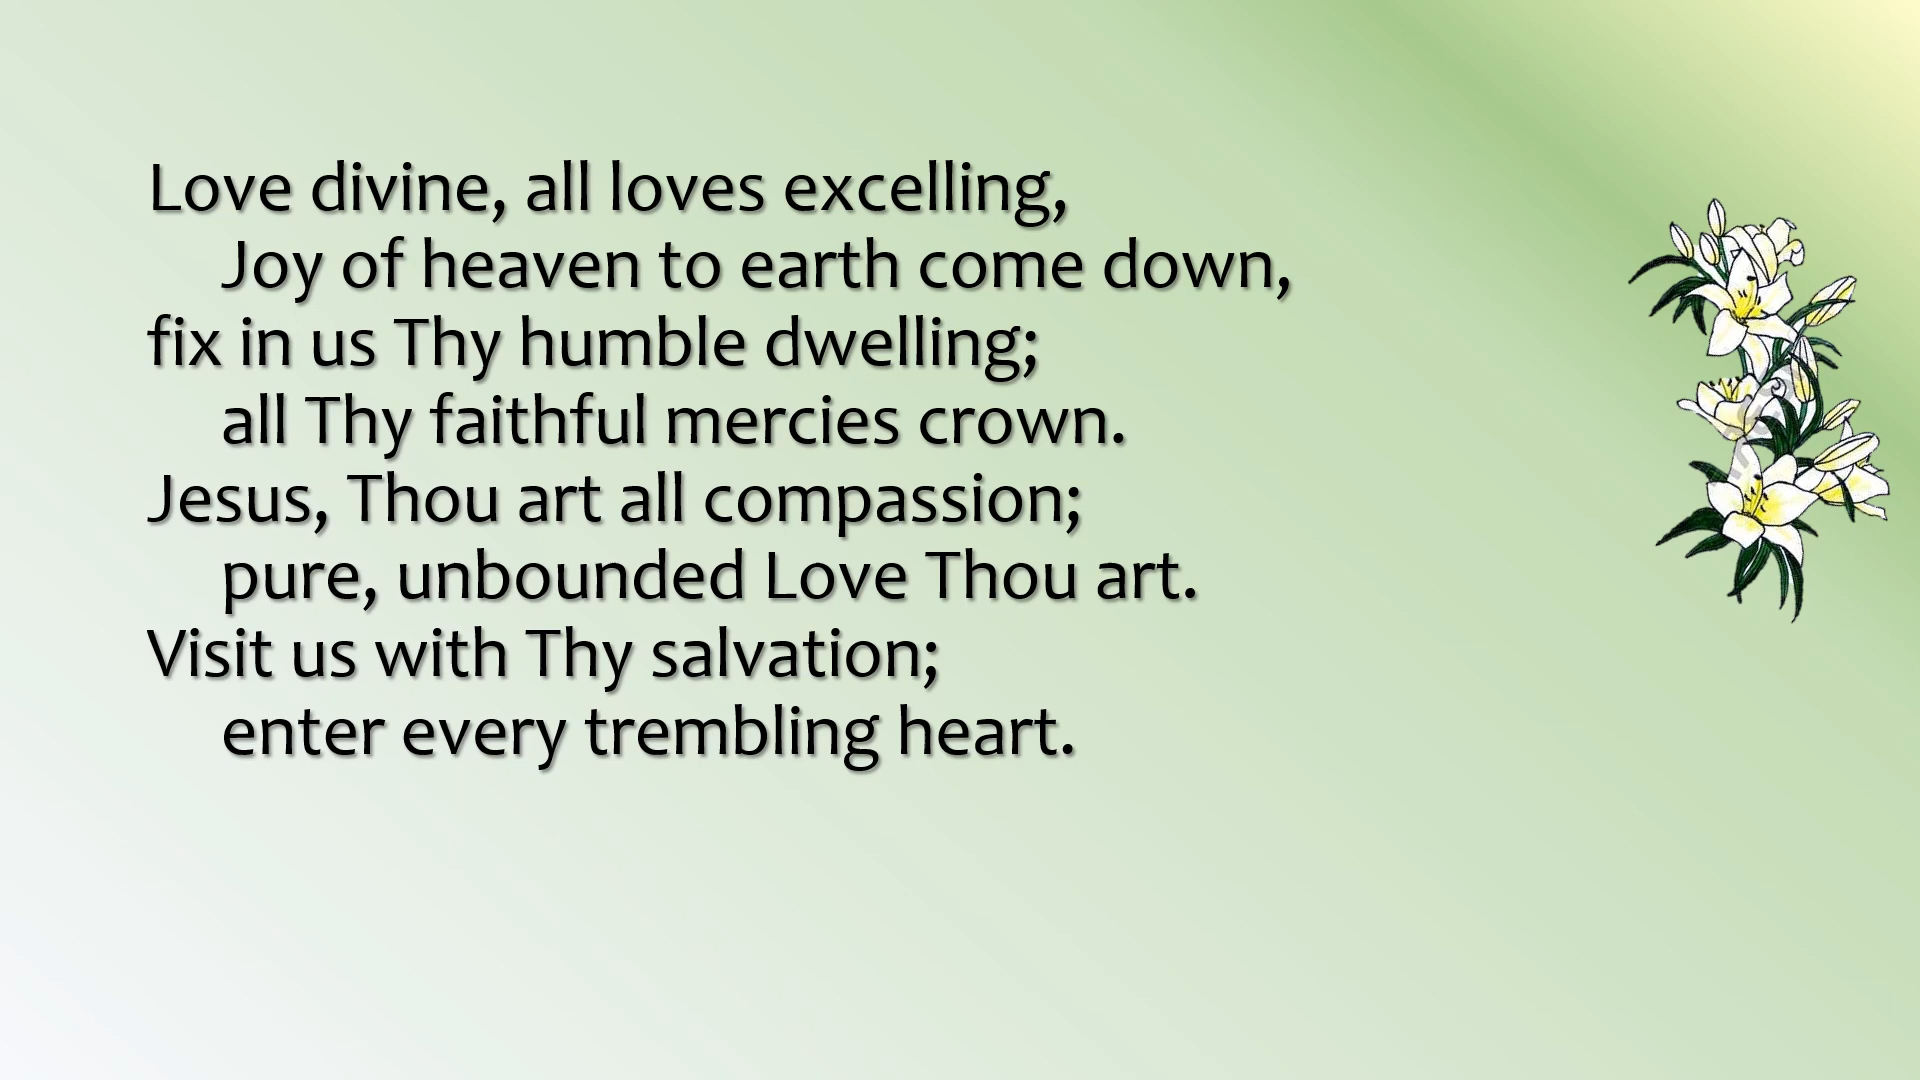 Love divine, all loves excelling,
Joy of heaven to earth come down,
fix in us Thy humble dwelling;
all Thy faithful mercies crown.
Jesus, Thou art all compassion;
pure, unbounded Love Thou art.
Visit us with Thy salvation;
enter every trembling heart.